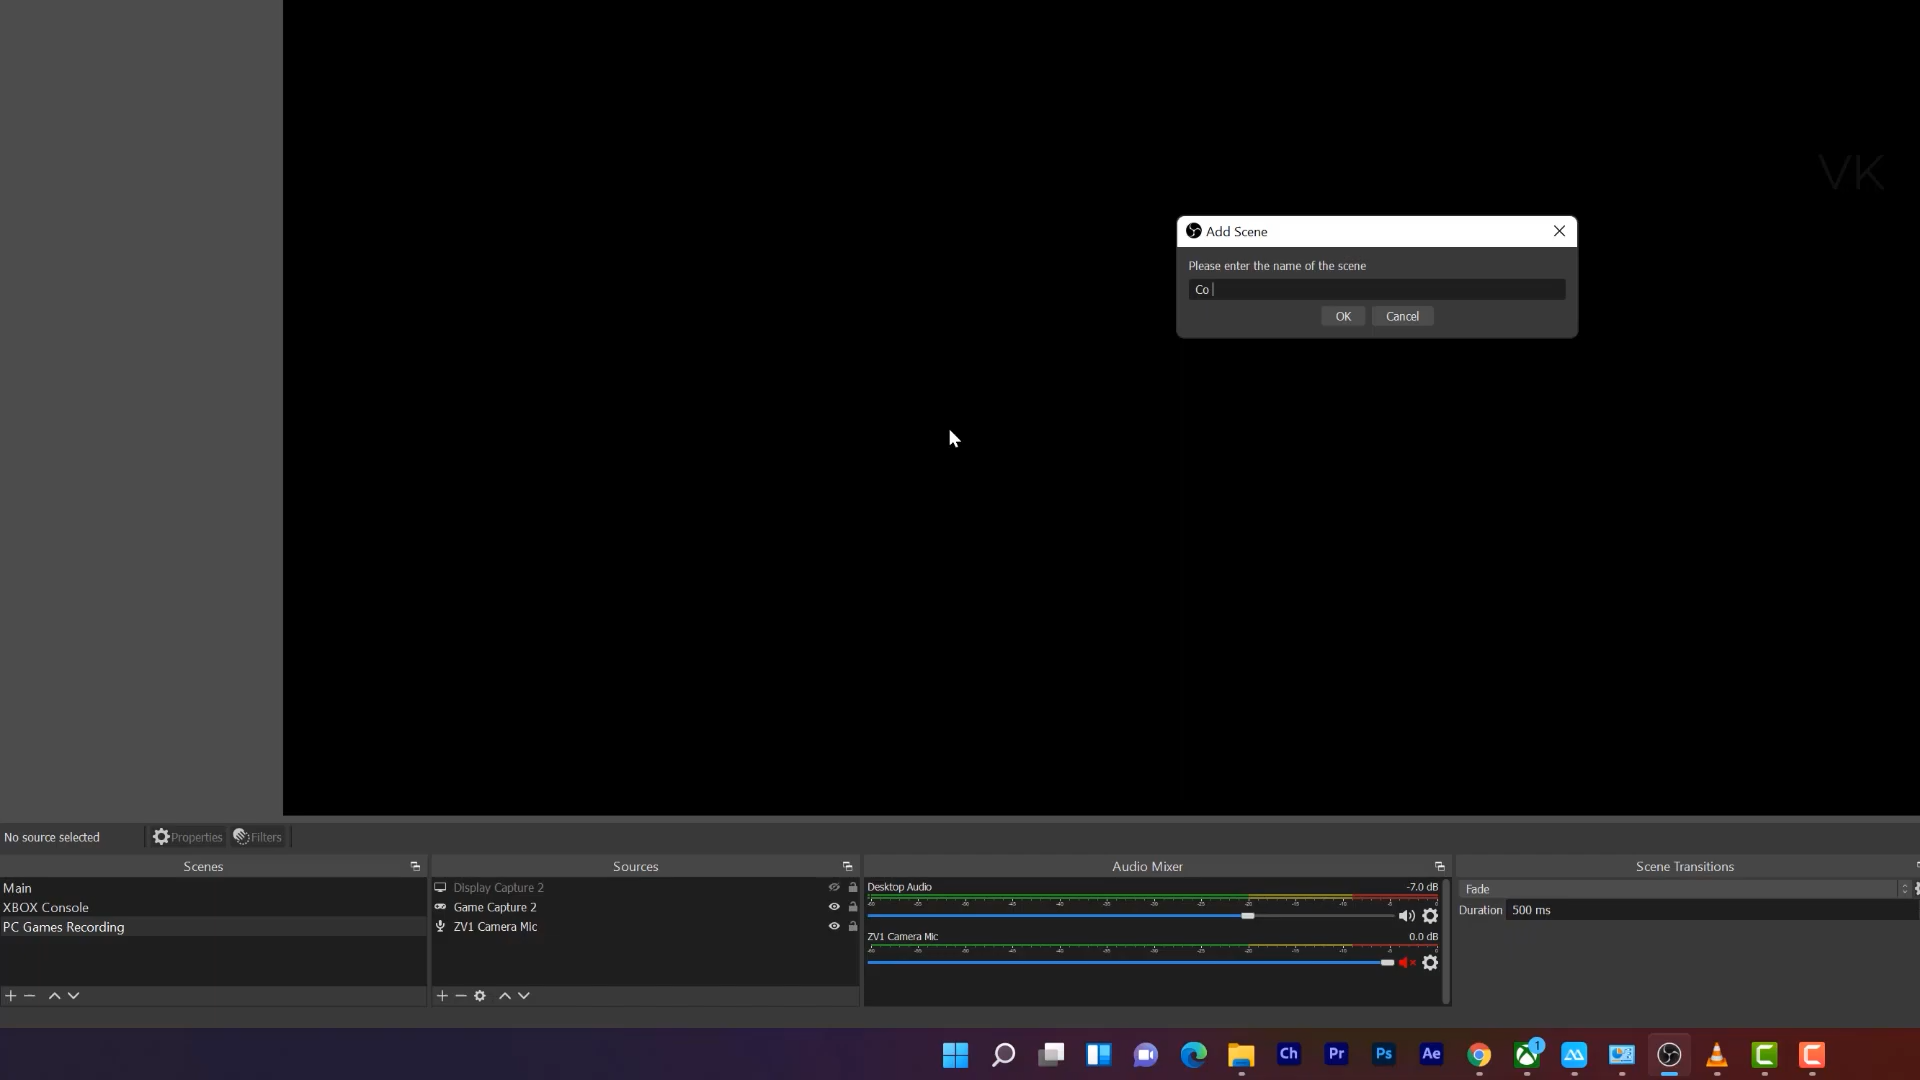 VK
Add Scene
Please enter the name of the scene
Co
OK Cancel
No source selected Properties Filters
Scenes Sources Audio Mixer Scene Transitions
Main
XBOX Console
PC Games Recording
Display Capture 2
Game Capture 2
ZV1 Camera Mic
Desktop Audio -7.0 dB
ZV1 Camera Mic 0.0 dB
Fade
Duration 500 ms
Ch Pr Ps Ae 1